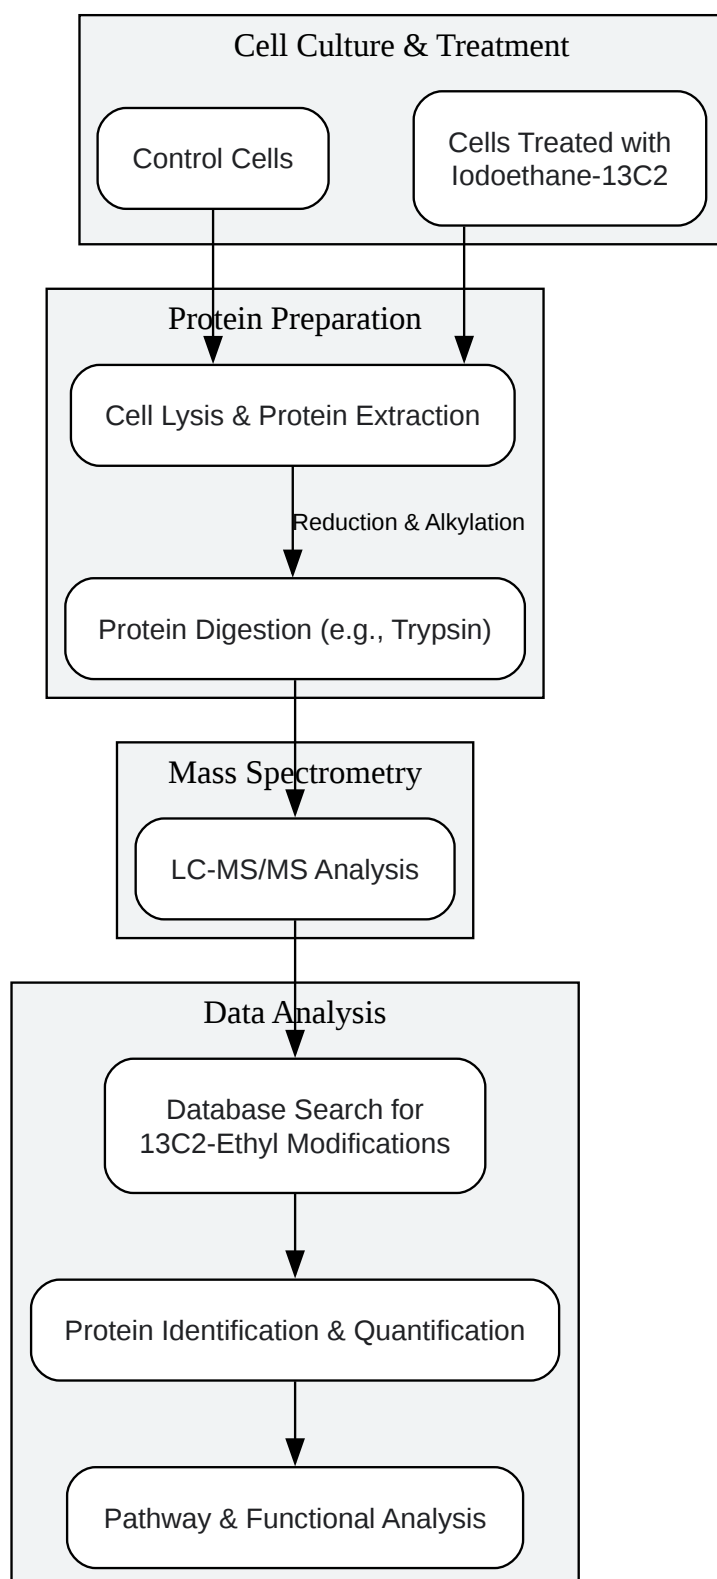 Cell Culture & Treatment
Control Cells
Cells Treated with
Iodoethane-13C2
Protein Preparation
Cell Lysis & Protein Extraction
Reduction & Alkylation
Protein Digestion (e.g., Trypsin)
Mass Spectrometry
LC-MS/MS Analysis
Data Analysis
Database Search for
13C2-Ethyl Modifications
Protein Identification & Quantification
Pathway & Functional Analysis